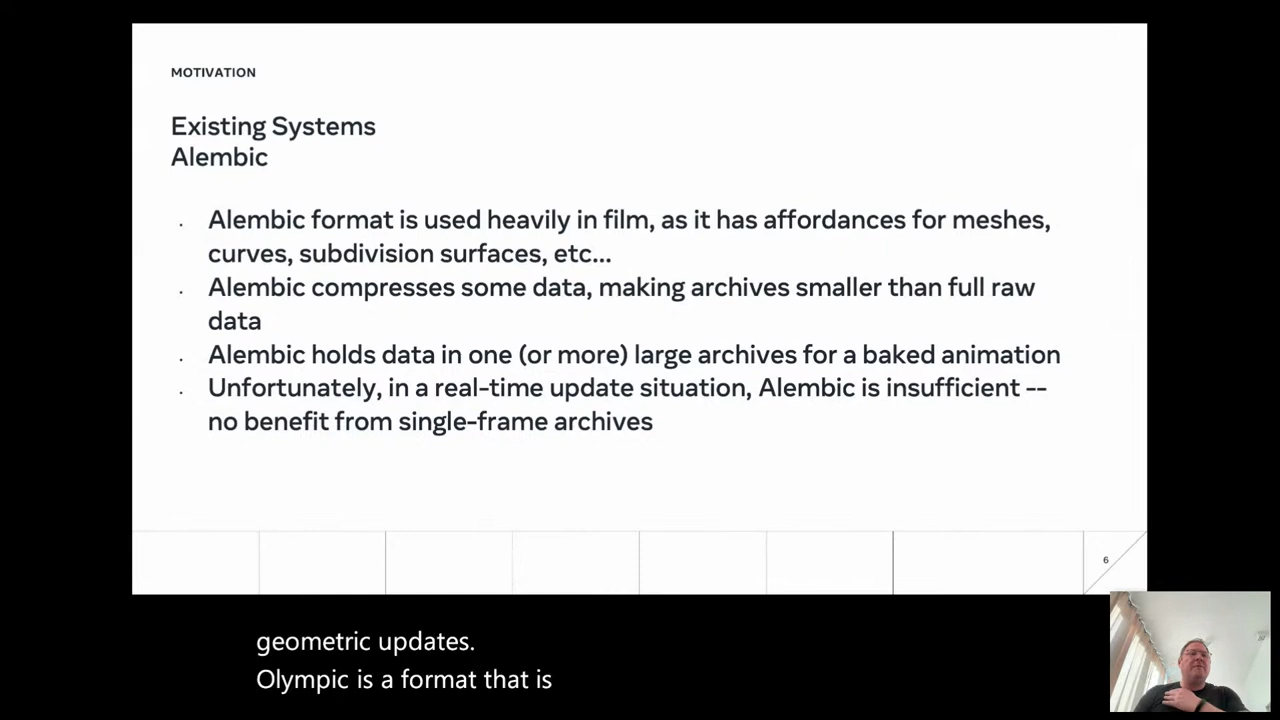 MOTIVATION
Existing Systems
Alembic
· Alembic format is used heavily in film, as it has affordances for meshes,
curves, subdivision surfaces, etc...
· Alembic compresses some data, making archives smaller than full raw
data
· Alembic holds data in one (or more) large archives for a baked animation
· Unfortunately, in a real-time update situation, Alembic is insufficient --
no benefit from single-frame archives
6
geometric updates.
Olympic is a format that is